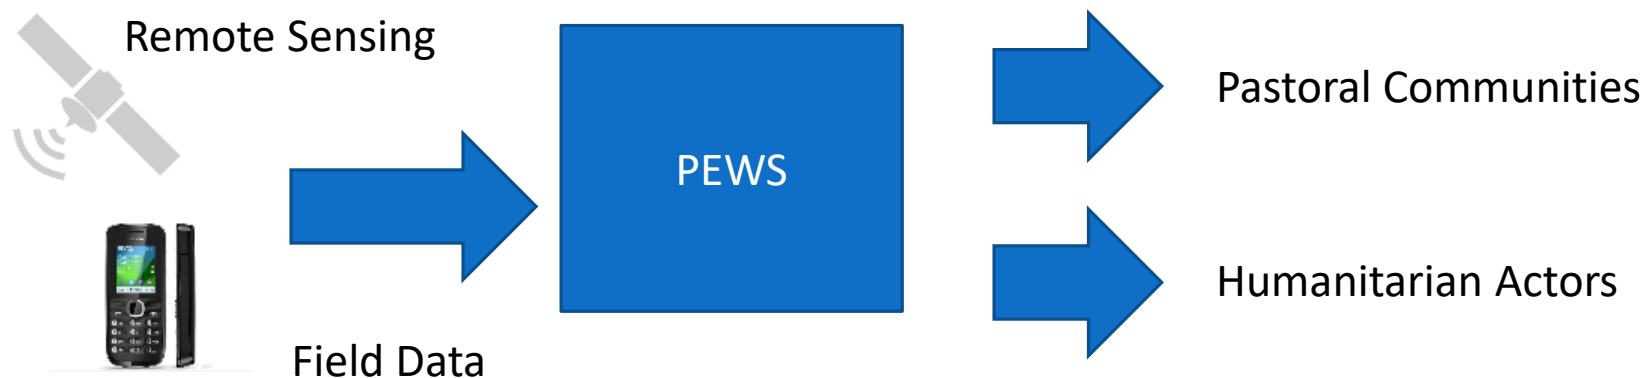 Remote Sensing
Field Data
PEWS
Pastoral Communities
Humanitarian Actors